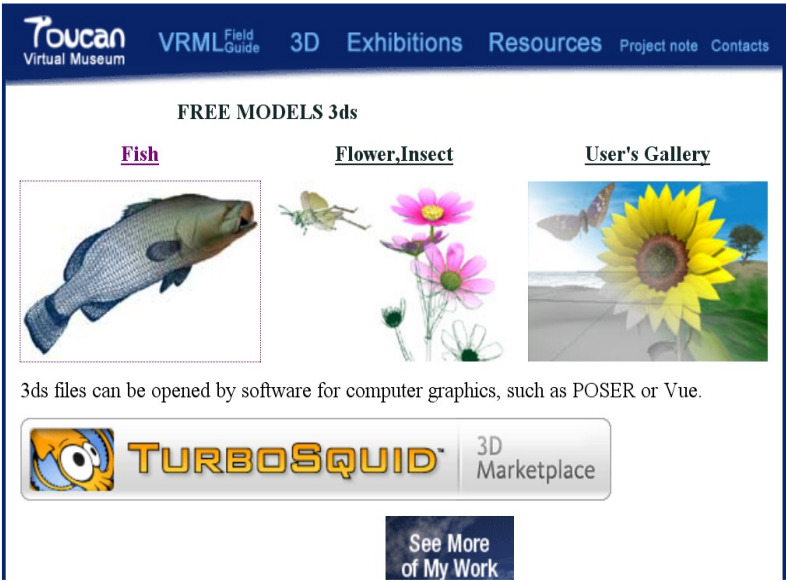 Toucan
Virtual Museum
VRML Field Guide 3D Exhibitions Resources Project note Contacts
FREE MODELS 3ds
Fish Flower,Insect User's Gallery
3ds files can be opened by software for computer graphics, such as POSER or Vue.
TURBOSQUID™ 3D Marketplace
See More
of My Work